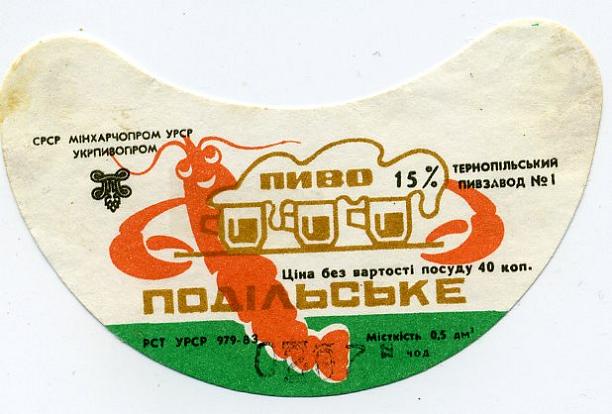 СРСР МІНХАРЧОПРОМ УРСР
УКРПИВОПРОМ
ПИВО
15%
ТЕРНОПІЛЬСЬКИЙ
ПИВЗАВОД №1
Ціна без вартості посуду 40 коп.
ПОДІЛЬСЬКЕ
РСТ УРСР 979-83
Місткість 0,5 дм³